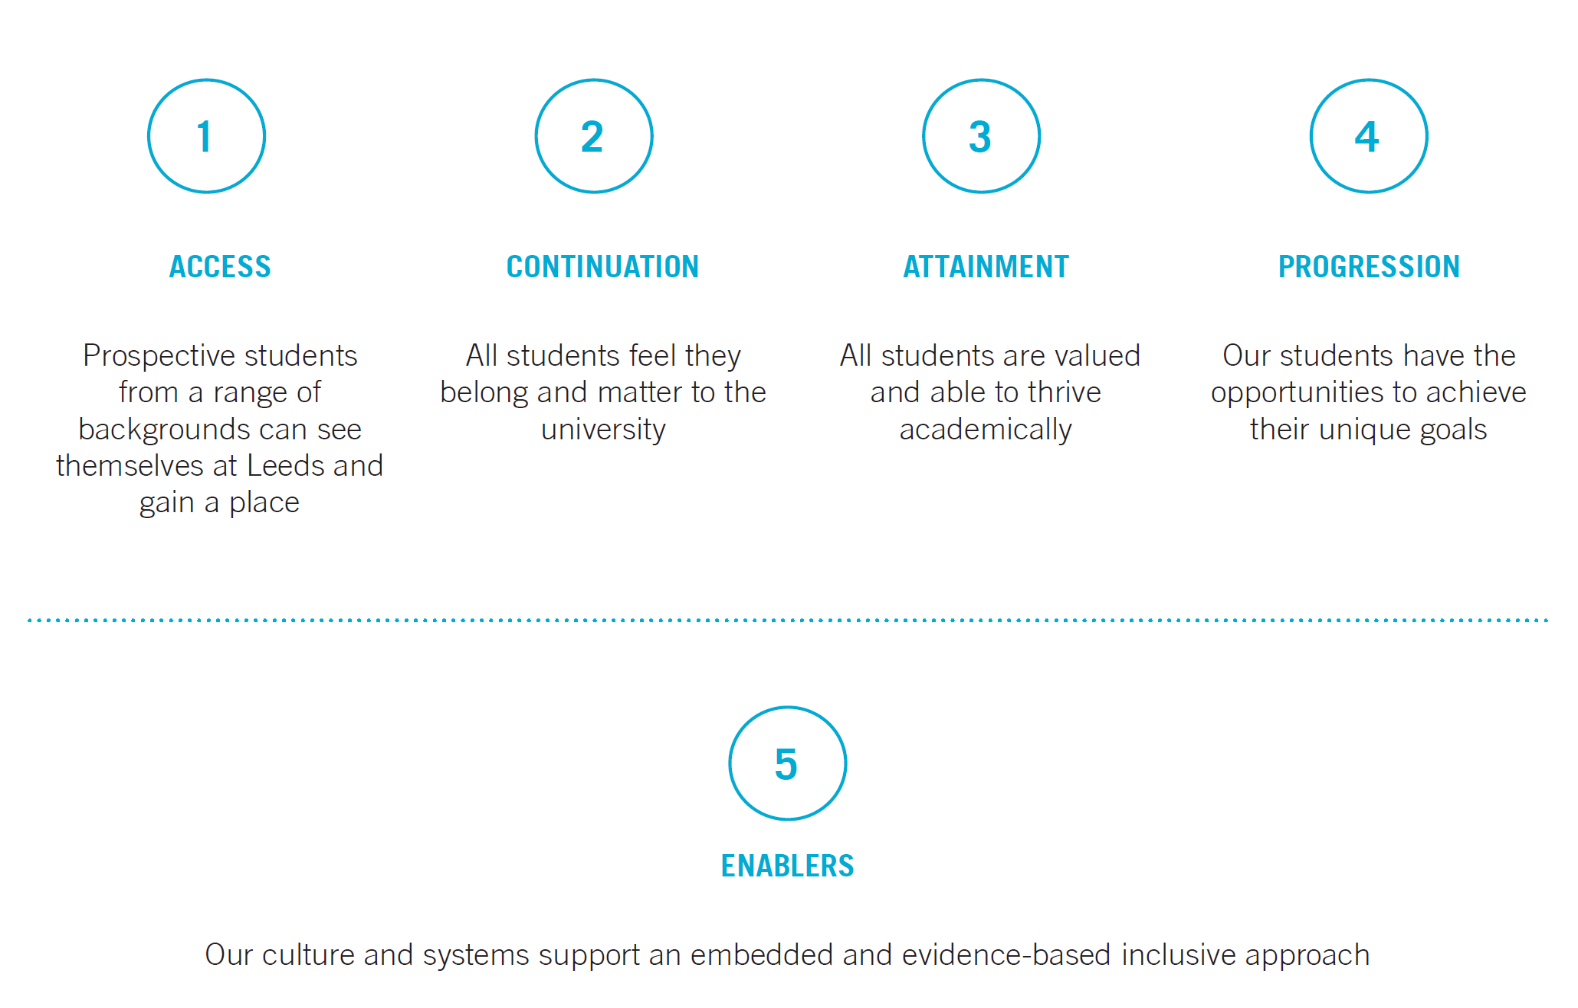 1
ACCESS
Prospective students
from a range of
backgrounds can see
themselves at Leeds and
gain a place
2
CONTINUATION
All students feel they
belong and matter to the
university
3
ATTAINMENT
All students are valued
and able to thrive
academically
4
PROGRESSION
Our students have the
opportunities to achieve
their unique goals
5
ENABLERS
Our culture and systems support an embedded and evidence-based inclusive approach